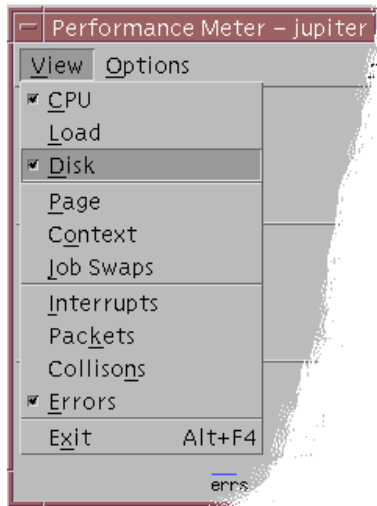 Performance Meter – jupiter
View Options
CPU
Load
Disk
Page
Context
Job Swaps
Interrupts
Packets
Collisons
Errors
Exit Alt+F4
errs